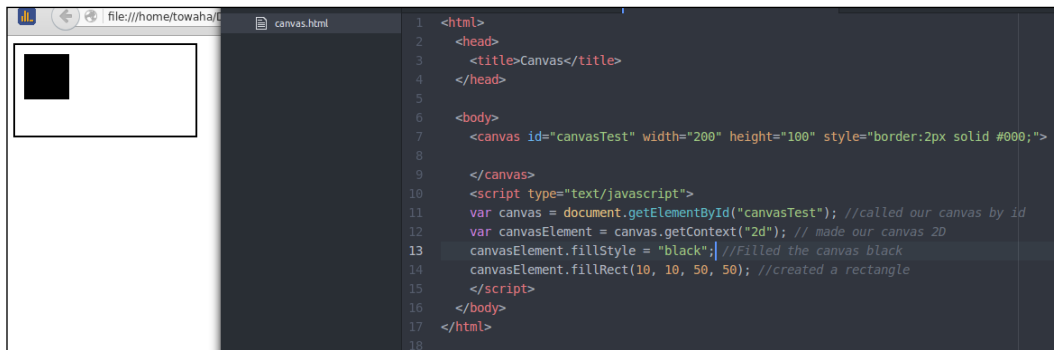 file:///home/towaha/D
canvas.html
1 <html>
2 <head>
3 <title>Canvas</title>
4 </head>
5
6 <body>
7 <canvas id="canvasTest" width="200" height="100" style="border:2px solid #000;">
8
9 </canvas>
10 <script type="text/javascript">
11 var canvas = document.getElementById("canvasTest"); //called our canvas by id
12 var canvasElement = canvas.getContext("2d"); // made our canvas 2D
13 canvasElement.fillStyle = "black"; //Filled the canvas black
14 canvasElement.fillRect(10, 10, 50, 50); //created a rectangle
15 </script>
16 </body>
17 </html>
18